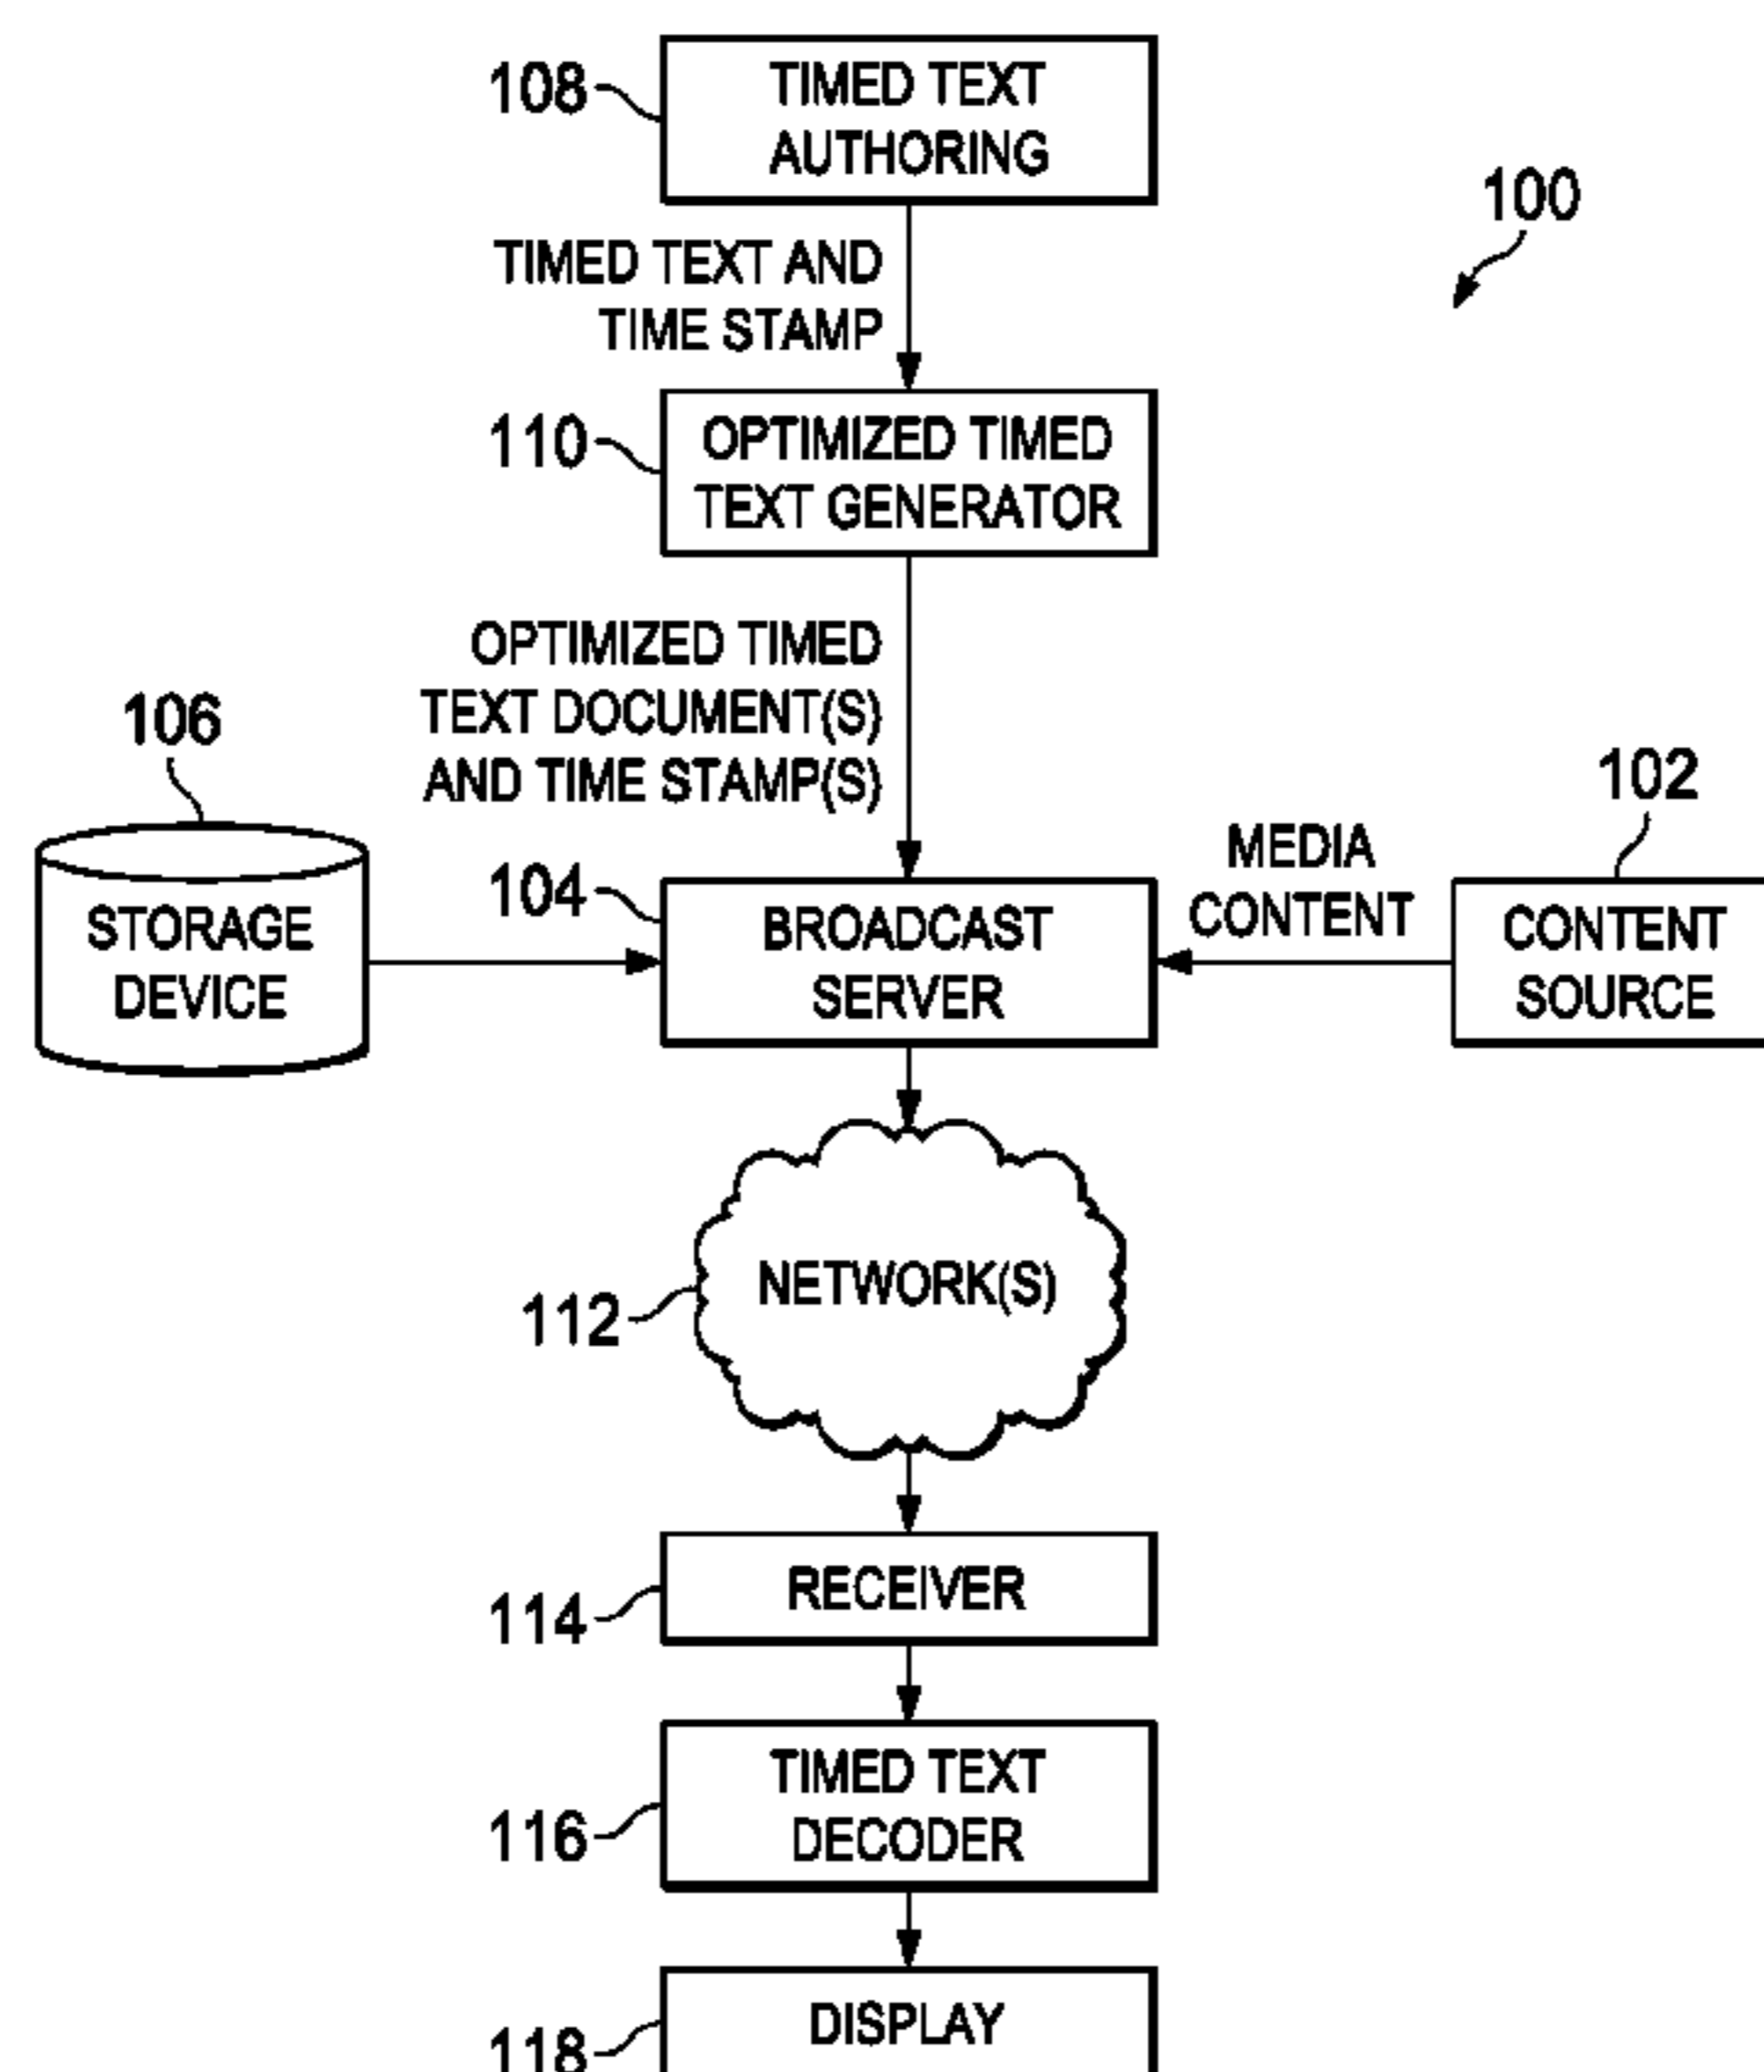 108
TIMED TEXT
AUTHORING
100
TIMED TEXT AND
TIME STAMP
110
OPTIMIZED TIMED
TEXT GENERATOR
OPTIMIZED TIMED
TEXT DOCUMENT(S)
AND TIME STAMP(S)
106
102
STORAGE
DEVICE
104
BROADCAST
SERVER
MEDIA
CONTENT
CONTENT
SOURCE
NETWORK(S)
112
RECEIVER
114
TIMED TEXT
DECODER
116
DISPLAY
118